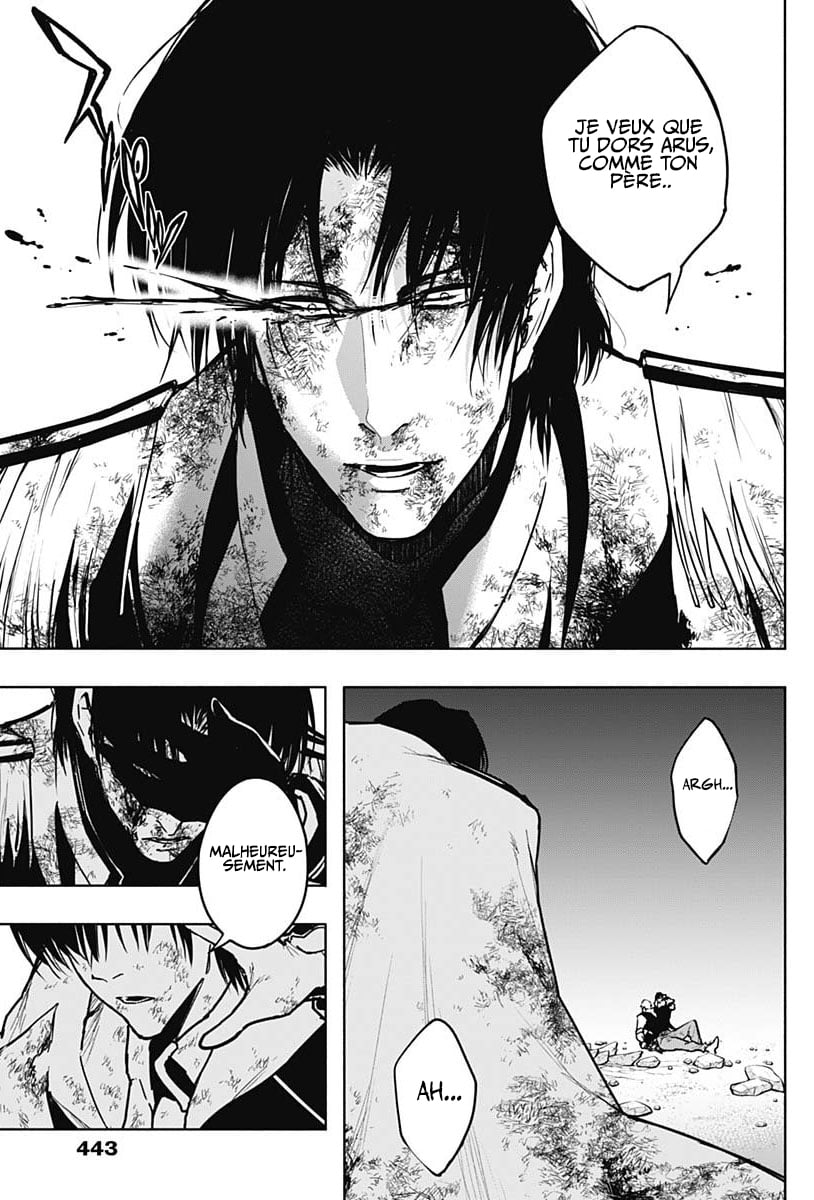 JE VEUX QUE
TU DORS ARUS,
COMME TON
PÈRE..
ARGH...
AH...
MALHEUREU-
SEMENT.
443